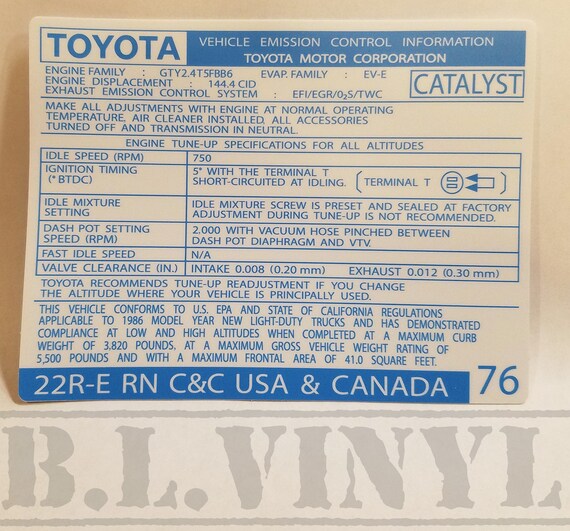 TOYOTA VEHICLE EMISSION CONTROL INFORMATION
TOYOTA MOTOR CORPORATION
ENGINE FAMILY : GTY2.4T5FBB6 EVAP. FAMILY : EV-E
ENGINE DISPLACEMENT : 144.4 CID
EXHAUST EMISSION CONTROL SYSTEM : EFI/EGR/O₂S/TWC
CATALYST
MAKE ALL ADJUSTMENTS WITH ENGINE AT NORMAL OPERATING
TEMPERATURE, AIR CLEANER INSTALLED. ALL ACCESSORIES
TURNED OFF AND TRANSMISSION IN NEUTRAL.
ENGINE TUNE-UP SPECIFICATIONS FOR ALL ALTITUDES
IDLE SPEED (RPM) 750
IGNITION TIMING 5° WITH THE TERMINAL T
(°BTDC) SHORT-CIRCUITED AT IDLING. ( TERMINAL T )
IDLE MIXTURE IDLE MIXTURE SCREW IS PRESET AND SEALED AT FACTORY
SETTING ADJUSTMENT DURING TUNE-UP IS NOT RECOMMENDED.
DASH POT SETTING 2.000 WITH VACUUM HOSE PINCHED BETWEEN
SPEED (RPM) DASH POT DIAPHRAGM AND VTV.
FAST IDLE SPEED N/A
VALVE CLEARANCE (IN.) INTAKE 0.008 (0.20 mm) EXHAUST 0.012 (0.30 mm)
TOYOTA RECOMMENDS TUNE-UP READJUSTMENT IF YOU CHANGE
THE ALTITUDE WHERE YOUR VEHICLE IS PRINCIPALLY USED.
THIS VEHICLE CONFORMS TO U.S. EPA AND STATE OF CALIFORNIA REGULATIONS
APPLICABLE TO 1986 MODEL YEAR NEW LIGHT-DUTY TRUCKS AND HAS DEMONSTRATED
COMPLIANCE AT LOW AND HIGH ALTITUDES WHEN COMPLETED AT A MAXIMUM CURB
WEIGHT OF 3.820 POUNDS. AT A MAXIMUM GROSS VEHICLE WEIGHT RATING OF
5,500 POUNDS AND WITH A MAXIMUM FRONTAL AREA OF 41.0 SQUARE FEET.
22R-E RN C&C USA & CANADA 76
B.L.VINYL